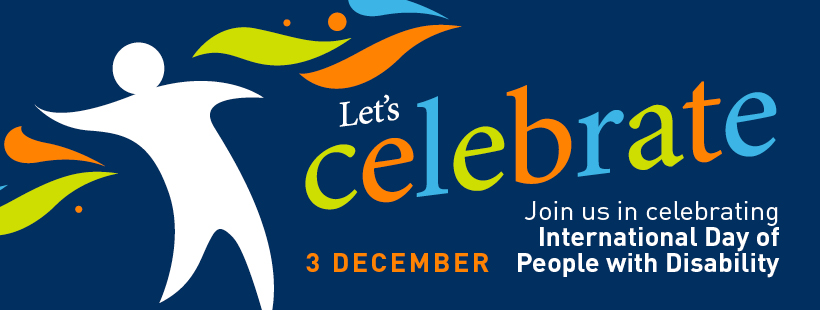 Let's
celebrate
Join us in celebrating
International Day of
3 DECEMBER People with Disability